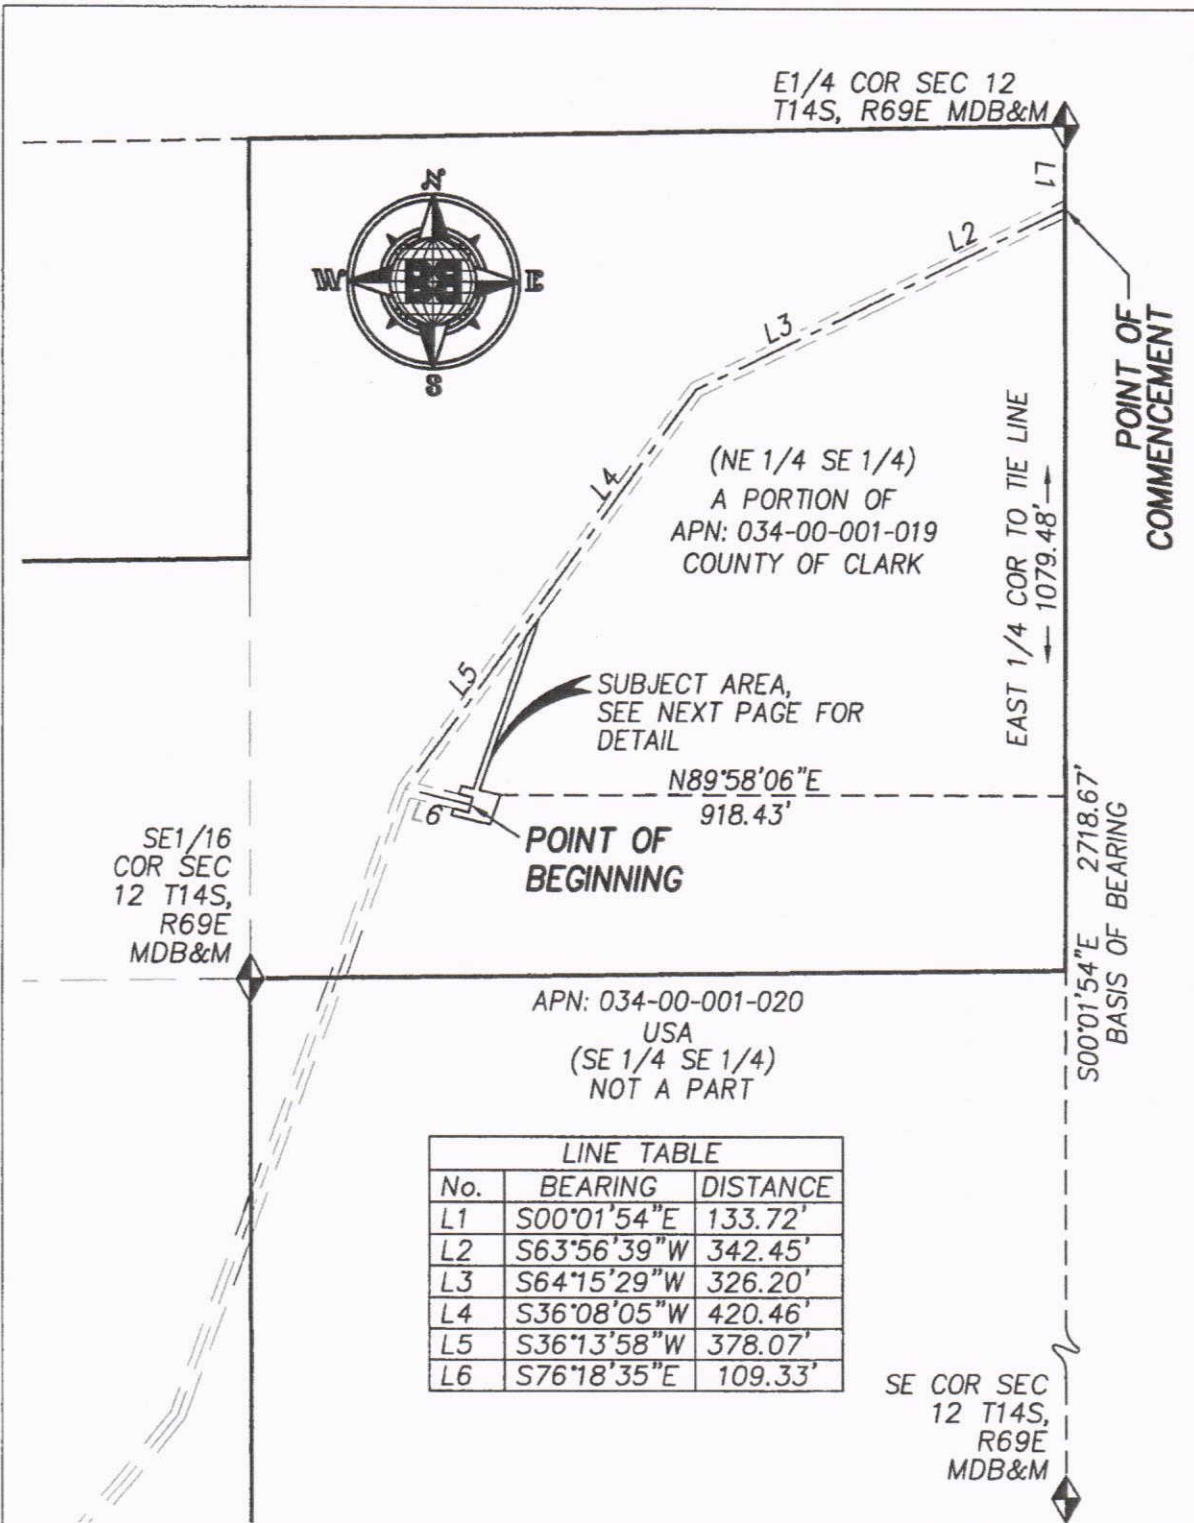 E1/4 COR SEC 12
T14S, R69E MDB&M
L1
L2
L3
L4
L5
L6
N
W
E
S
POINT OF
COMMENCEMENT
(NE 1/4 SE 1/4)
A PORTION OF
APN: 034-00-001-019
COUNTY OF CLARK
EAST 1/4 COR TO TIE LINE
1079.48'
SUBJECT AREA,
SEE NEXT PAGE FOR
DETAIL
N89°58'06"E
918.43'
POINT OF
BEGINNING
SE1/16
COR SEC
12 T14S,
R69E
MDB&M
S00°01'54"E 2718.67'
BASIS OF BEARING
APN: 034-00-001-020
USA
(SE 1/4 SE 1/4)
NOT A PART
LINE TABLE
No. BEARING DISTANCE
L1 S00°01'54"E 133.72'
L2 S63°56'39"W 342.45'
L3 S64°15'29"W 326.20'
L4 S36°08'05"W 420.46'
L5 S36°13'58"W 378.07'
L6 S76°18'35"E 109.33'
SE COR SEC
12 T14S,
R69E
MDB&M